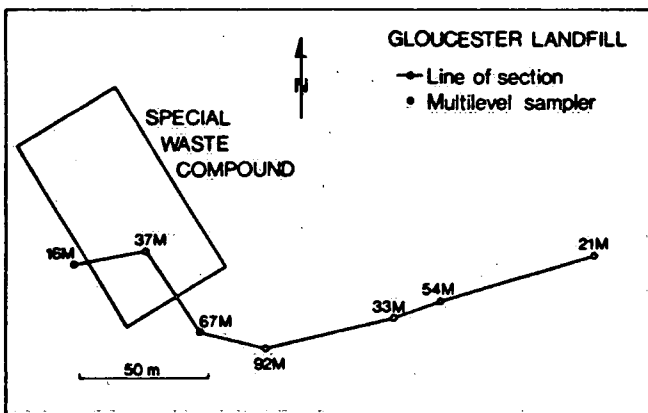 GLOUCESTER LANDFILL
Line of section
Multilevel sampler
N
SPECIAL
WASTE
COMPOUND
16M
37M
67M
92M
33M
54M
21M
50 m